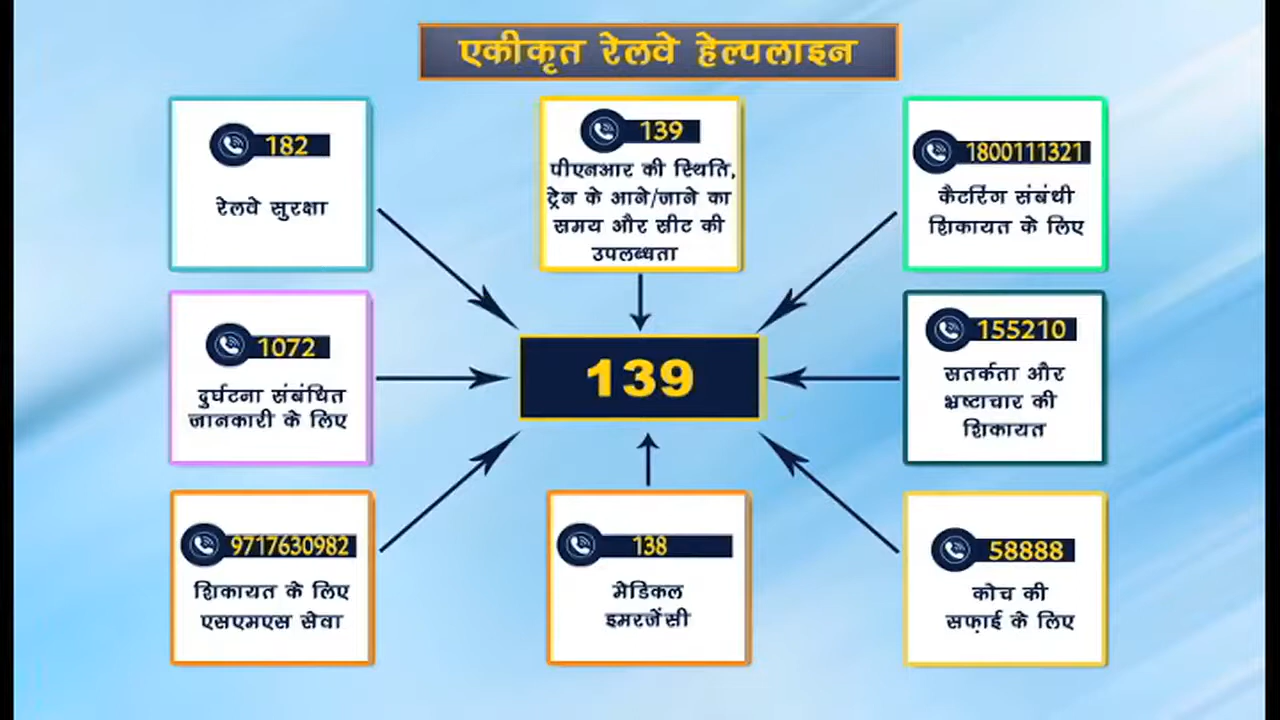 एकीकृत रेलवे हेल्पलाइन
182
रेलवे सुरक्षा
139
पीएनआर की स्थिति,
ट्रेन के आने/जाने का
समय और सीट की
उपलब्धता
1800111321
कैटरिंग संबंधी
शिकायत के लिए
1072
दुर्घटना संबंधित
जानकारी के लिए
139
155210
सतर्कता और
भ्रष्टाचार की
शिकायत
9717630982
शिकायत के लिए
एसएमएस सेवा
138
मेडिकल
इमरजेंसी
58888
कोच की
सफ़ाई के लिए